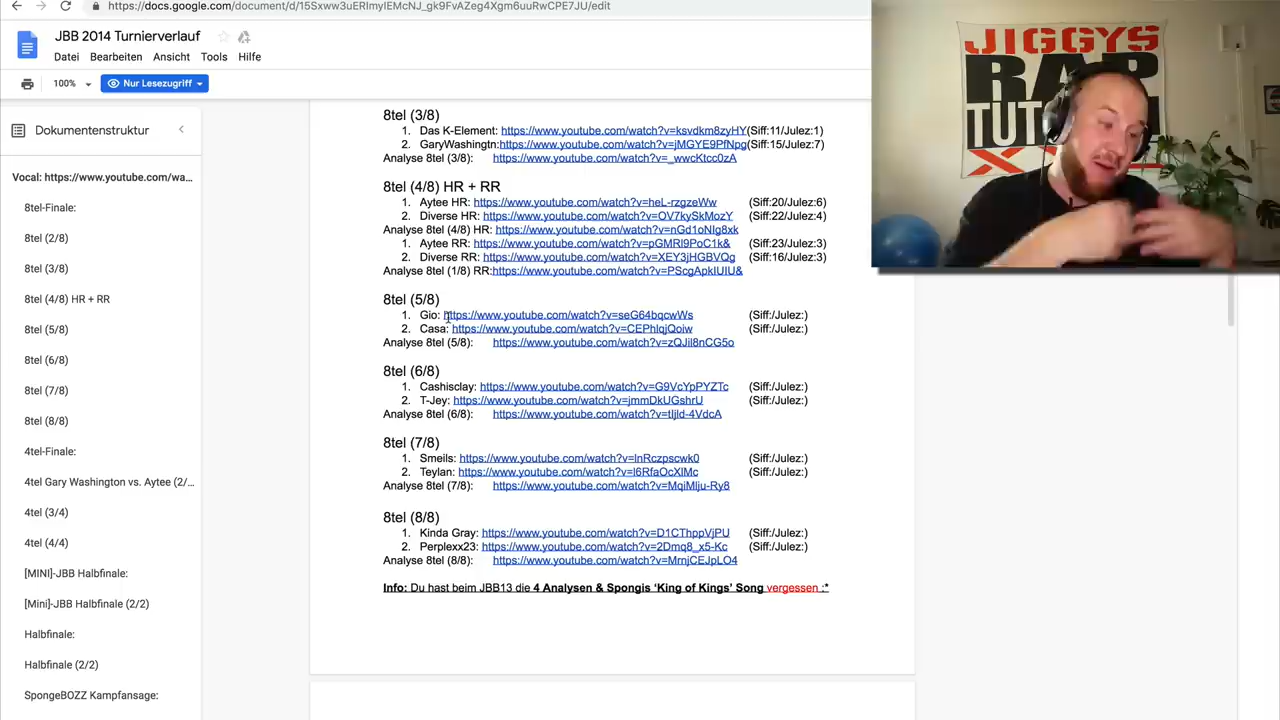 https://docs.google.com/document/d/15Sxww3uERImyIEMcNJ_gk9FvAZeg4Xgm6uuRwCPE7JU/edit
JBB 2014 Turnierverlauf
Datei Bearbeiten Ansicht Tools Hilfe
100% Nur Lesezugriff
Dokumentenstruktur
Vocal: https://www.youtube.com/wa...
8tel-Finale:
8tel (2/8)
8tel (3/8)
8tel (4/8) HR + RR
8tel (5/8)
8tel (6/8)
8tel (7/8)
8tel (8/8)
4tel-Finale:
4tel Gary Washington vs. Aytee (2/...
4tel (3/4)
4tel (4/4)
[MINI]-JBB Halbfinale:
[Mini]-JBB Halbfinale (2/2)
Halbfinale:
Halbfinale (2/2)
SpongeBOZZ Kampfansage:
8tel (3/8)
1. Das K-Element: https://www.youtube.com/watch?v=ksvdkm8zyHY(Siff:11/Julez:1)
2. GaryWashingtn:https://www.youtube.com/watch?v=jMGYE9PfNpg(Siff:15/Julez:7)
Analyse 8tel (3/8): https://www.youtube.com/watch?v=_wwcKtcc0zA
8tel (4/8) HR + RR
1. Aytee HR: https://www.youtube.com/watch?v=heL-rzgzeWw (Siff:20/Julez:6)
2. Diverse HR: https://www.youtube.com/watch?v=OV7kySkMozY (Siff:22/Julez:4)
Analyse 8tel (4/8) HR: https://www.youtube.com/watch?v=nGd1oNIg8xk
1. Aytee RR: https://www.youtube.com/watch?v=pGMRl9PoC1k& (Siff:23/Julez:3)
2. Diverse RR: https://www.youtube.com/watch?v=XEY3jHGBVQg (Siff:16/Julez:3)
Analyse 8tel (1/8) RR:https://www.youtube.com/watch?v=PScgApkIUIU&
8tel (5/8)
1. Gio: https://www.youtube.com/watch?v=seG64bqcwWs (Siff:/Julez:)
2. Casa: https://www.youtube.com/watch?v=CEPhlqjQoiw (Siff:/Julez:)
Analyse 8tel (5/8): https://www.youtube.com/watch?v=zQJil8nCG5o
8tel (6/8)
1. Cashisclay: https://www.youtube.com/watch?v=G9VcYpPYZTc (Siff:/Julez:)
2. T-Jey: https://www.youtube.com/watch?v=jmmDkUGshrU (Siff:/Julez:)
Analyse 8tel (6/8): https://www.youtube.com/watch?v=tIjld-4VdcA
8tel (7/8)
1. Smeils: https://www.youtube.com/watch?v=lnRczpscwk0 (Siff:/Julez:)
2. Teylan: https://www.youtube.com/watch?v=l6RfaOcXlMc (Siff:/Julez:)
Analyse 8tel (7/8): https://www.youtube.com/watch?v=MqiMlju-Ry8
8tel (8/8)
1. Kinda Gray: https://www.youtube.com/watch?v=D1CThppVjPU (Siff:/Julez:)
2. Perplexx23: https://www.youtube.com/watch?v=2Dmq8_x5-Kc (Siff:/Julez:)
Analyse 8tel (8/8): https://www.youtube.com/watch?v=MrnjCEJpLO4
Info: Du hast beim JBB13 die 4 Analysen & Spongis ‘King of Kings’ Song vergessen :*
JIGGYS
RAP
TUTO